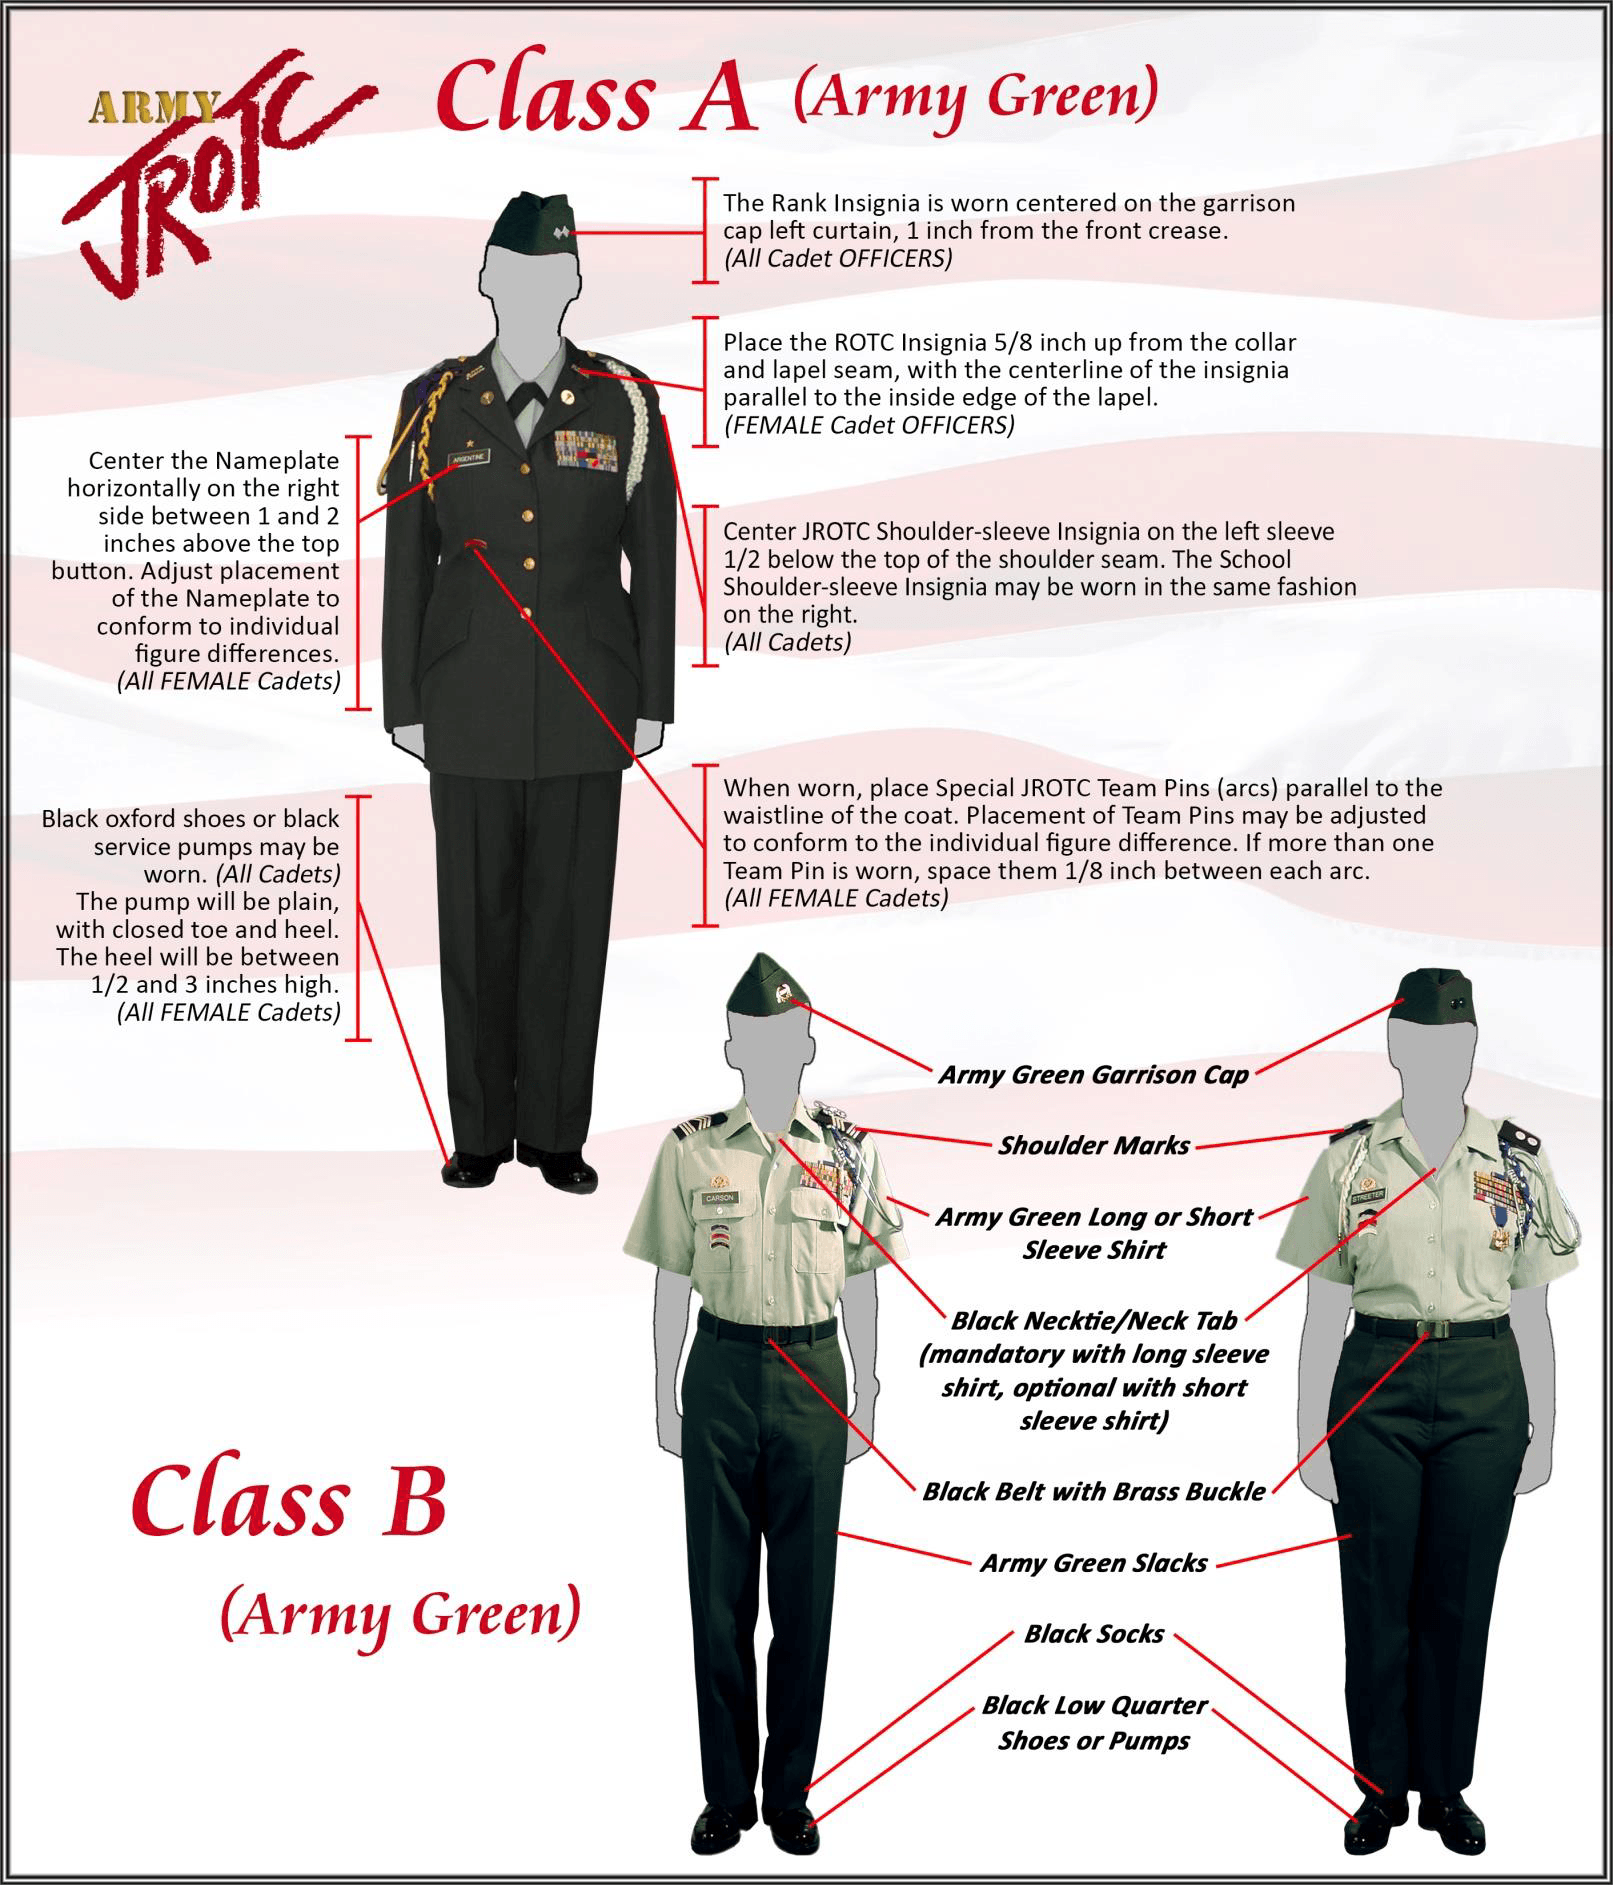 ARMY
JROTC
Class A (Army Green)
The Rank Insignia is worn centered on the garrison
cap left curtain, 1 inch from the front crease.
(All Cadet OFFICERS)
Place the ROTC Insignia 5/8 inch up from the collar
and lapel seam, with the centerline of the insignia
parallel to the inside edge of the lapel.
(FEMALE Cadet OFFICERS)
ARGENTINE
Center the Nameplate
horizontally on the right
side between 1 and 2
inches above the top
button. Adjust placement
of the Nameplate to
conform to individual
figure differences.
(All FEMALE Cadets)
Center JROTC Shoulder-sleeve Insignia on the left sleeve
1/2 below the top of the shoulder seam. The School
Shoulder-sleeve Insignia may be worn in the same fashion
on the right.
(All Cadets)
When worn, place Special JROTC Team Pins (arcs) parallel to the
waistline of the coat. Placement of Team Pins may be adjusted
to conform to the individual figure difference. If more than one
Team Pin is worn, space them 1/8 inch between each arc.
(All FEMALE Cadets)
Black oxford shoes or black
service pumps may be
worn. (All Cadets)
The pump will be plain,
with closed toe and heel.
The heel will be between
1/2 and 3 inches high.
(All FEMALE Cadets)
Army Green Garrison Cap
Shoulder Marks
CARSON
STREETER
Army Green Long or Short
Sleeve Shirt
Black Necktie/Neck Tab
(mandatory with long sleeve
shirt, optional with short
sleeve shirt)
Black Belt with Brass Buckle
Army Green Slacks
Black Socks
Black Low Quarter
Shoes or Pumps
Class B
(Army Green)